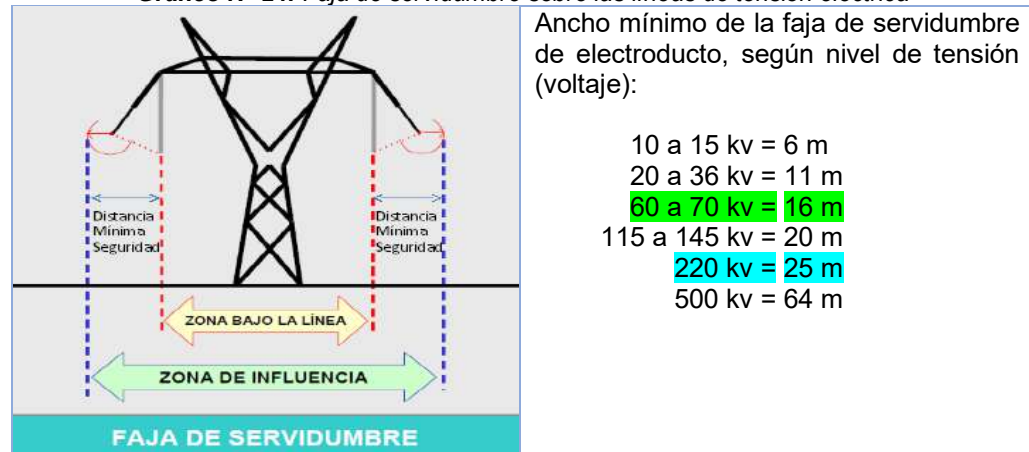 Ancho mínimo de la faja de servidumbre
de electroducto, según nivel de tensión
(voltaje):
10 a 15 kv = 6 m
20 a 36 kv = 11 m
60 a 70 kv = 16 m
115 a 145 kv = 20 m
220 kv = 25 m
500 kv = 64 m
Distancia
Mínima
Seguridad
Distancia
Mínima
Seguridad
ZONA BAJO LA LÍNEA
ZONA DE INFLUENCIA
FAJA DE SERVIDUMBRE